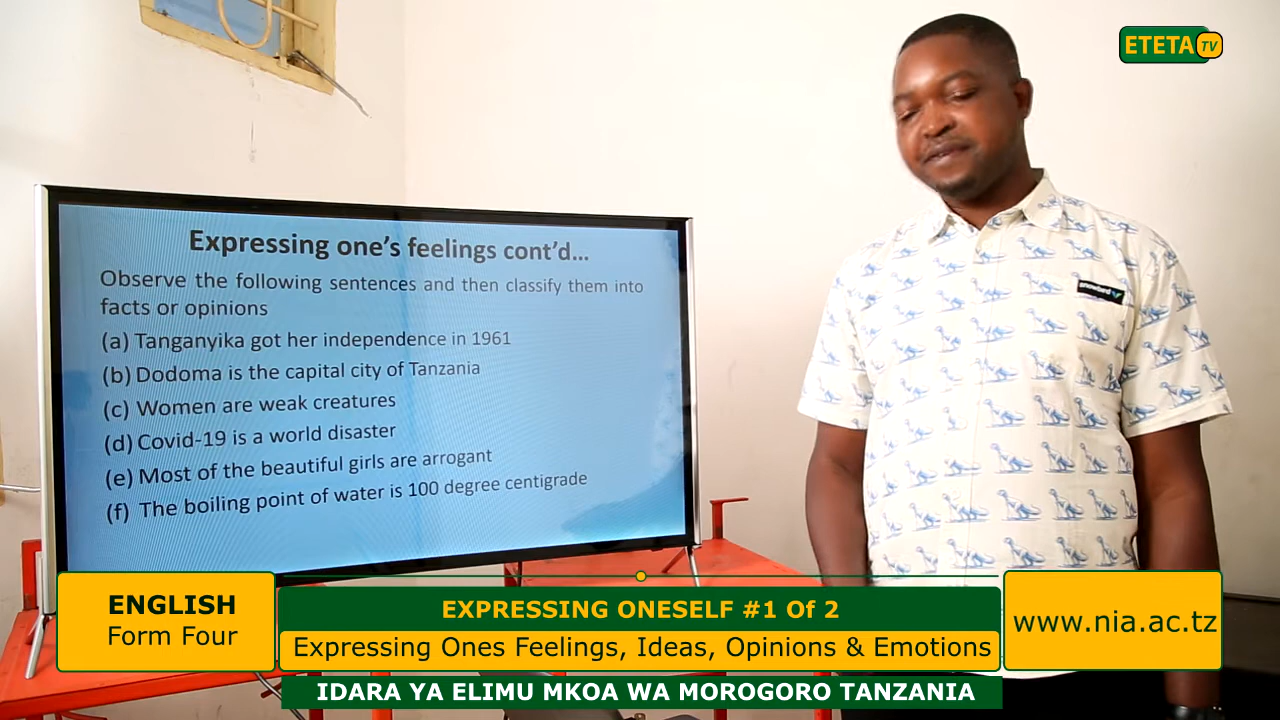 ETETA TV
Expressing one's feelings cont'd...
Observe the following sentences and then classify them into
facts or opinions
(a) Tanganyika got her independence in 1961
(b) Dodoma is the capital city of Tanzania
(c) Women are weak creatures
(d) Covid-19 is a world disaster
(e) Most of the beautiful girls are arrogant
(f) The boiling point of water is 100 degree centigrade
snowbird
ENGLISH
Form Four
EXPRESSING ONESELF #1 Of 2
Expressing Ones Feelings, Ideas, Opinions & Emotions
www.nia.ac.tz
IDARA YA ELIMU MKOA WA MOROGORO TANZANIA